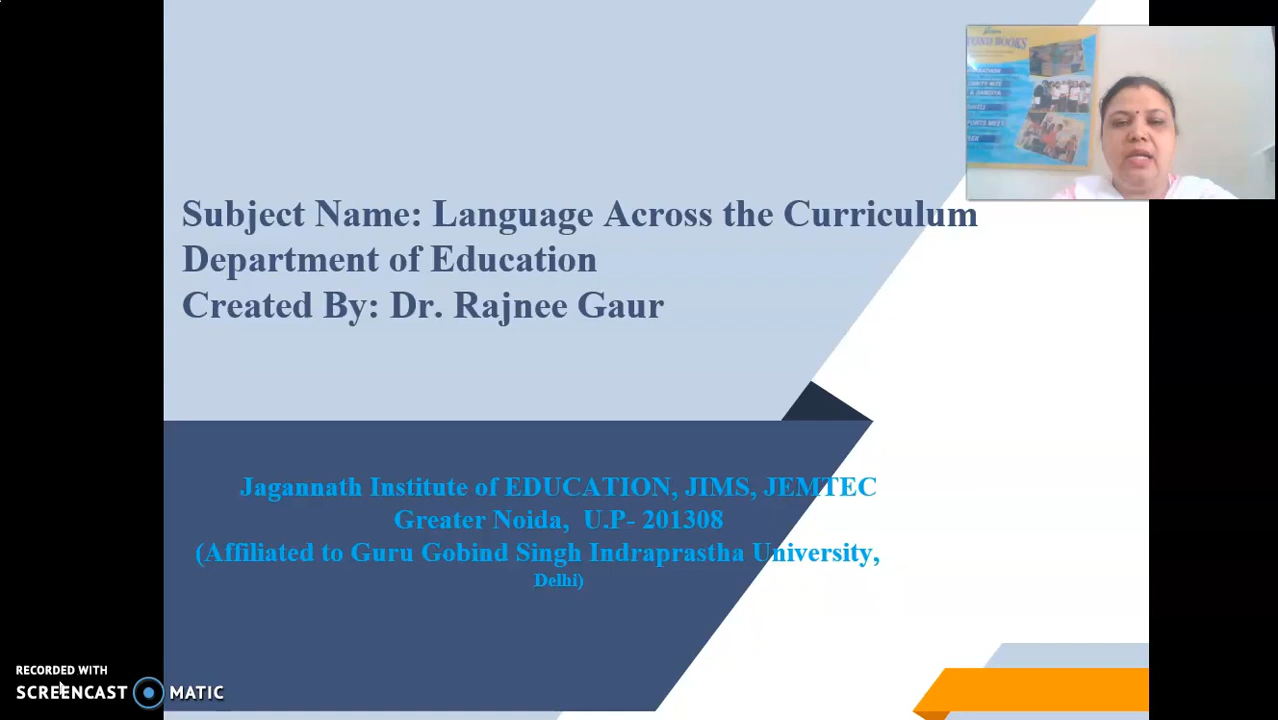 Subject Name: Language Across the Curriculum
Department of Education
Created By: Dr. Rajnee Gaur
Jagannath Institute of EDUCATION, JIMS, JEMTEC
Greater Noida, U.P- 201308
(Affiliated to Guru Gobind Singh Indraprastha University,
Delhi)
BOOKS
RECORDED WITH
SCREENCAST MATIC